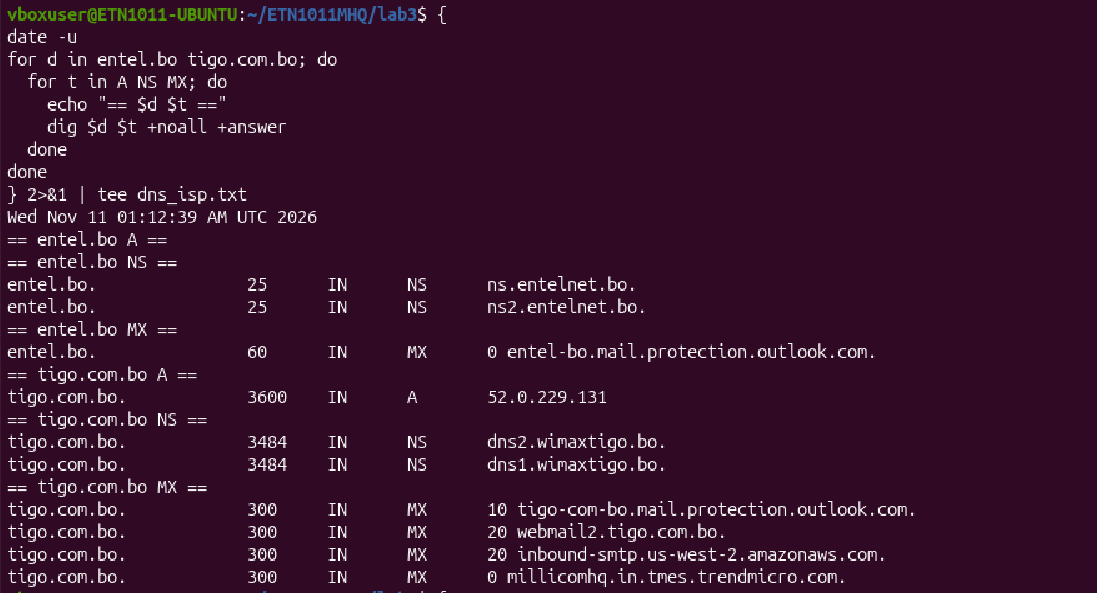 vboxuser@ETN1011-UBUNTU:~/ETN1011MHQ/lab3$ {
date -u
for d in entel.bo tigo.com.bo; do
  for t in A NS MX; do
    echo "== $d $t =="
    dig $d $t +noall +answer
  done
done
} 2>&1 | tee dns_isp.txt
Wed Nov 11 01:12:39 AM UTC 2026
== entel.bo A ==
== entel.bo NS ==
entel.bo.               25      IN      NS      ns.entelnet.bo.
entel.bo.               25      IN      NS      ns2.entelnet.bo.
== entel.bo MX ==
entel.bo.               60      IN      MX      0 entel-bo.mail.protection.outlook.com.
== tigo.com.bo A ==
tigo.com.bo.            3600    IN      A       52.0.229.131
== tigo.com.bo NS ==
tigo.com.bo.            3484    IN      NS      dns2.wimaxtigo.bo.
tigo.com.bo.            3484    IN      NS      dns1.wimaxtigo.bo.
== tigo.com.bo MX ==
tigo.com.bo.            300     IN      MX      10 tigo-com-bo.mail.protection.outlook.com.
tigo.com.bo.            300     IN      MX      20 webmail2.tigo.com.bo.
tigo.com.bo.            300     IN      MX      20 inbound-smtp.us-west-2.amazonaws.com.
tigo.com.bo.            300     IN      MX      0 millicomhq.in.tmes.trendmicro.com.